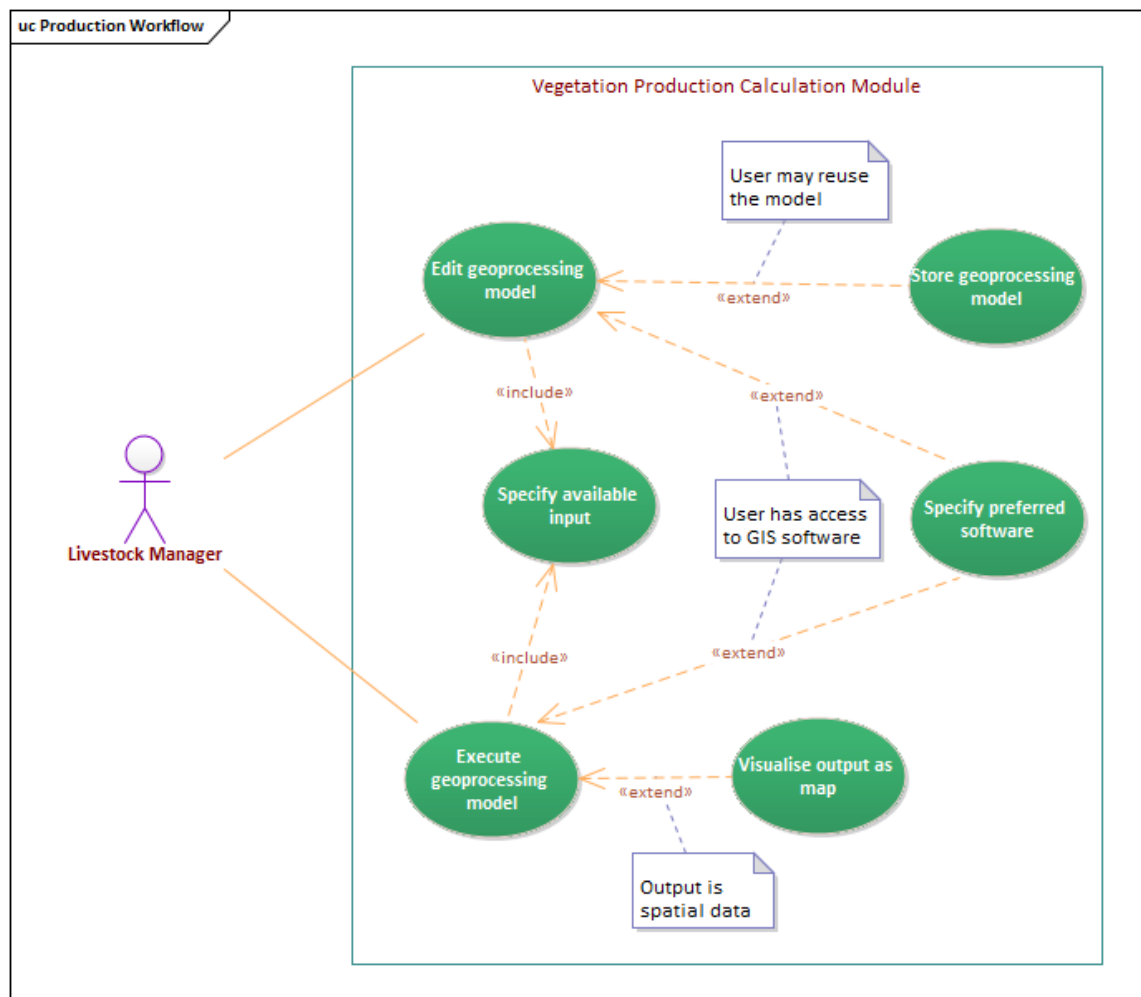 uc Production Workflow
Vegetation Production Calculation Module
User may reuse
the model
Edit geoprocessing
model
Store geoprocessing
model
«extend»
«include»
«extend»
Specify available
input
User has access
to GIS software
Specify preferred
software
Livestock Manager
«include»
«extend»
Execute
geoprocessing
model
Visualise output as
map
«extend»
Output is
spatial data